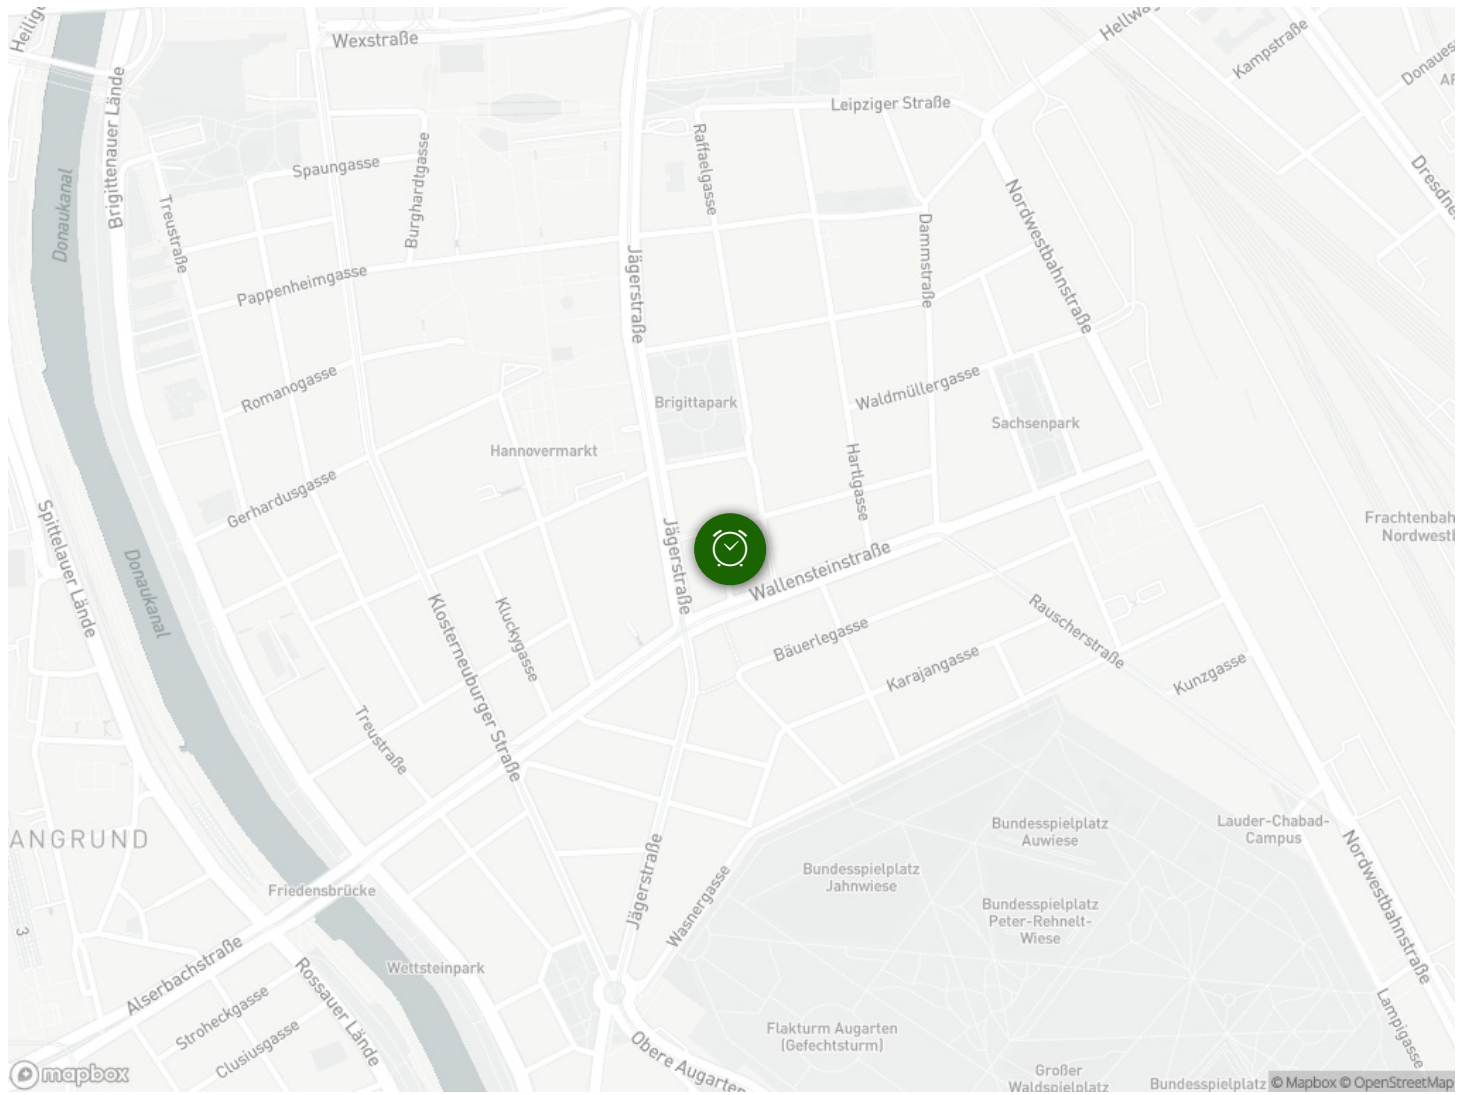 Wexstraße
Leipziger Straße
Kampstraße
Brigittenauer Lände
Donaukanal
Treustraße
Spaungasse
Burghardtgasse
Raffaelgasse
Dammstraße
Nordwestbahnstraße
Pappenheimgasse
Jägerstraße
Romanogasse
Brigittapark
Waldmüllergasse
Sachsenpark
Hannovermarkt
Hartlgasse
Gerhardusgasse
Spittelauer Lände
Donaukanal
Jägerstraße
Wallensteinstraße
Klosterneuburger Straße
Kluckygasse
Bäuerlegasse
Karajangasse
Rauscherstraße
Kunzgasse
Treustraße
ANGRUND
Friedensbrücke
Jägerstraße
Wasnergasse
Bundesspielplatz
Jahnwiese
Bundesspielplatz
Auwiese
Bundesspielplatz
Peter-Rehnelt-
Wiese
Lauder-Chabad-
Campus
Nordwestbahnstraße
3
Alserbachstraße
Wettsteinpark
Stroheckgasse
Clusiusgasse
Rossauer Lände
Flakturm Augarten
(Gefechtsturm)
Obere Augarten
Großer
Waldspielplatz
Bundesspielplatz
Lampigasse
mapbox
© Mapbox © OpenStreetMap